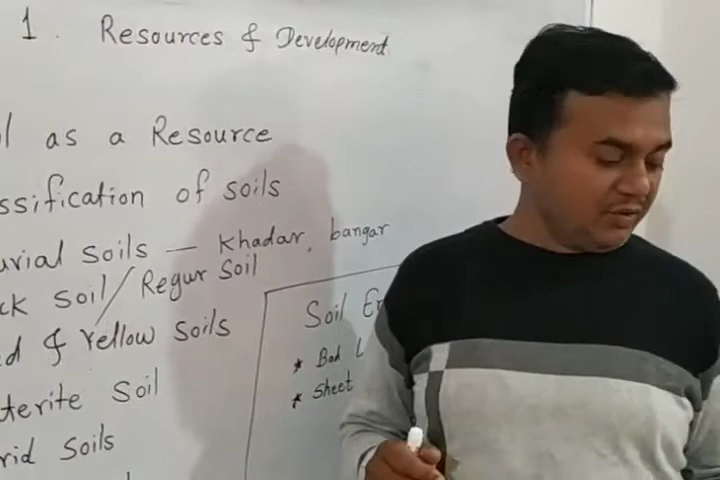 1. Resources & Development.
l as a Resource
ssification of soils
uvial soils — Khadar, bangar
ck soil / Regur soil
d & Yellow soils
terite soil
rid soils
Soil Er
* Bad L
* Sheet